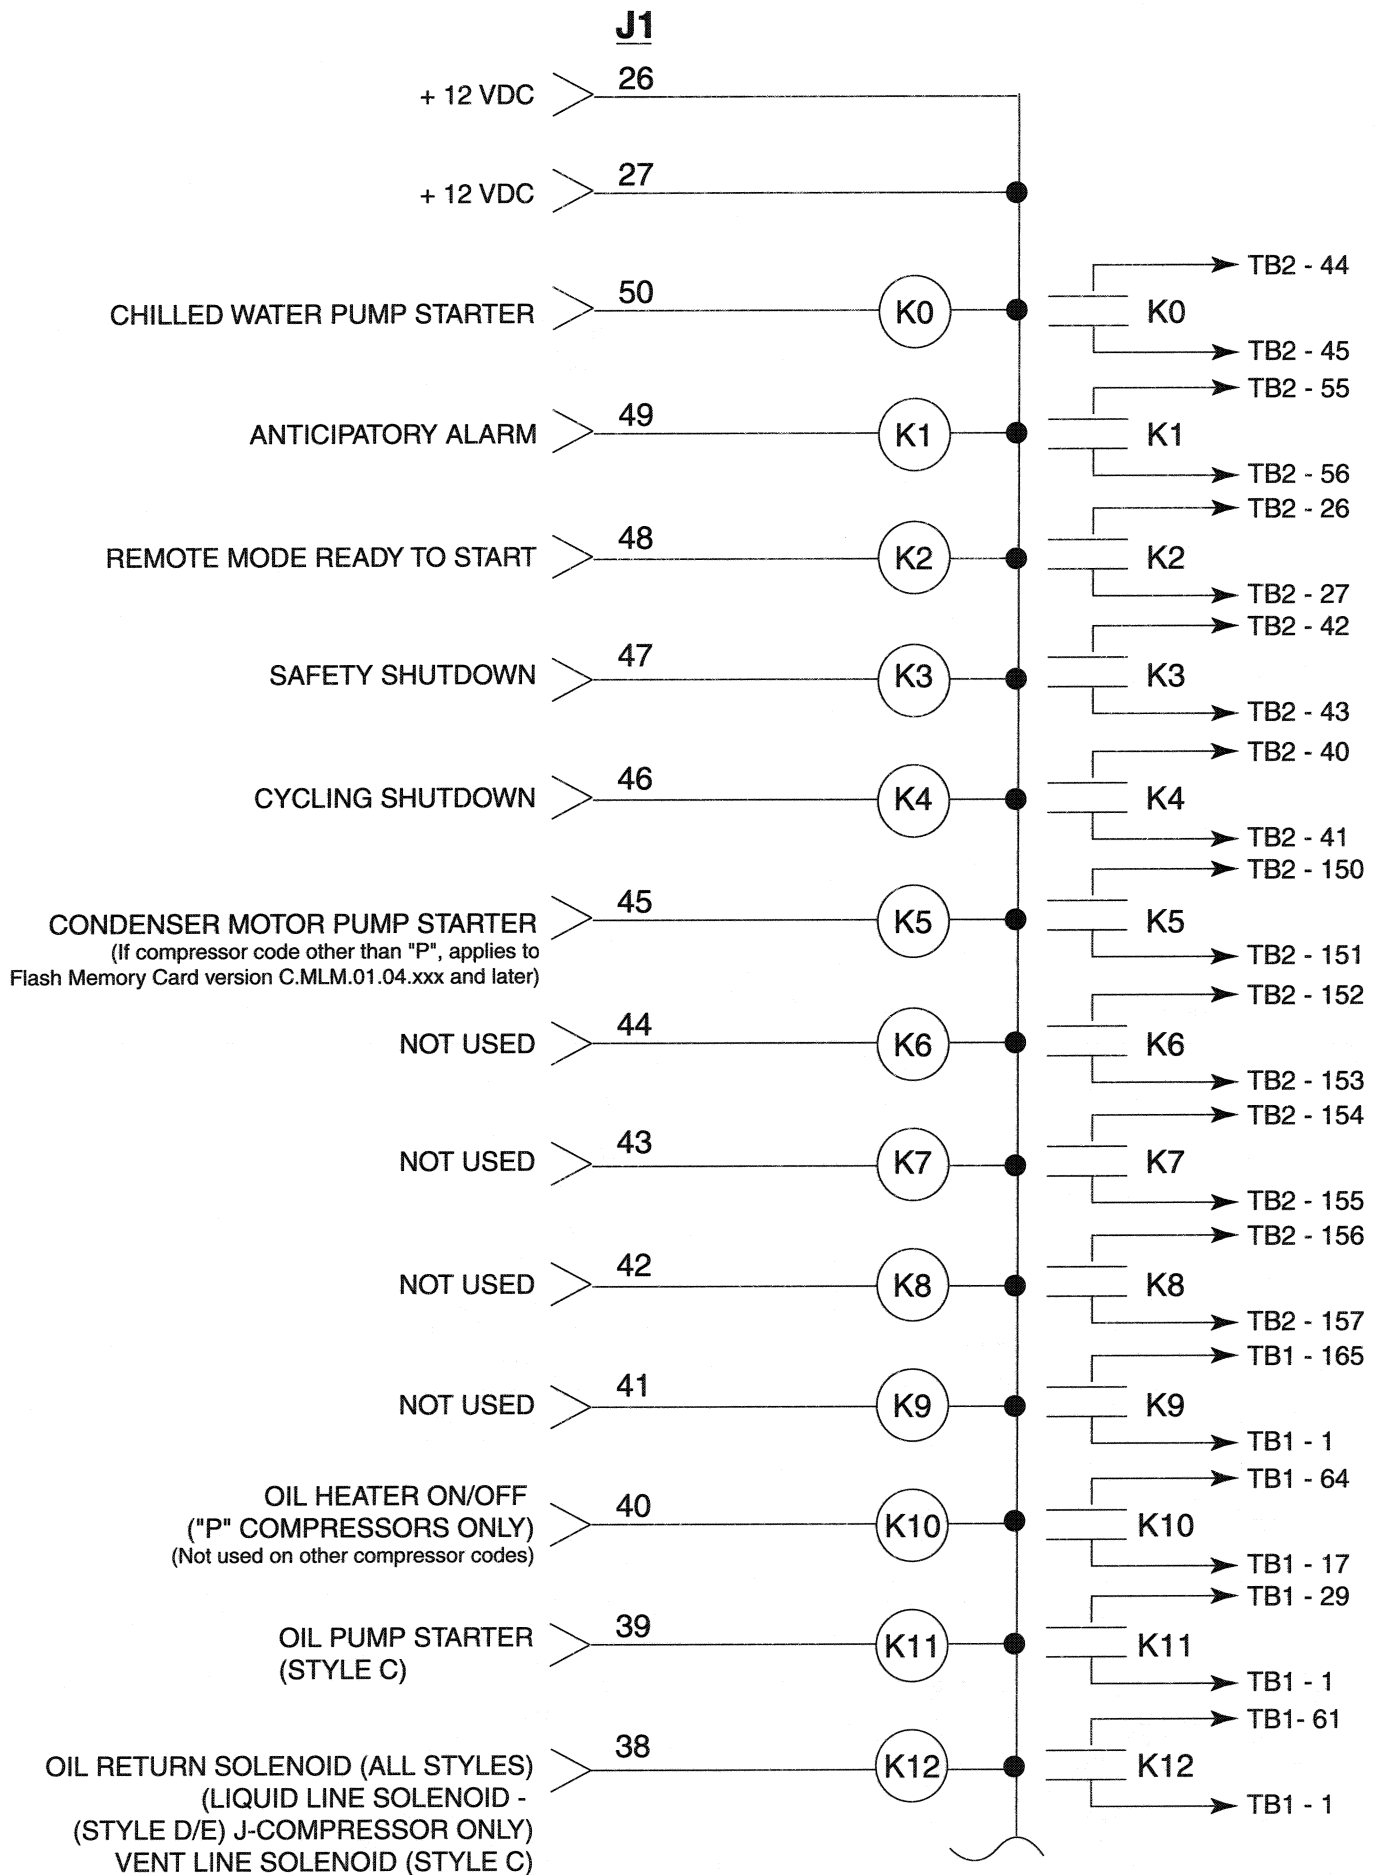 J1
+ 12 VDC
26
+ 12 VDC
27
CHILLED WATER PUMP STARTER
50
K0
K0
TB2 - 44
TB2 - 45
ANTICIPATORY ALARM
49
K1
K1
TB2 - 55
TB2 - 56
REMOTE MODE READY TO START
48
K2
K2
TB2 - 26
TB2 - 27
SAFETY SHUTDOWN
47
K3
K3
TB2 - 42
TB2 - 43
CYCLING SHUTDOWN
46
K4
K4
TB2 - 40
TB2 - 41
CONDENSER MOTOR PUMP STARTER
(If compressor code other than "P", applies to
Flash Memory Card version C.MLM.01.04.xxx and later)
45
K5
K5
TB2 - 150
TB2 - 151
NOT USED
44
K6
K6
TB2 - 152
TB2 - 153
NOT USED
43
K7
K7
TB2 - 154
TB2 - 155
NOT USED
42
K8
K8
TB2 - 156
TB2 - 157
NOT USED
41
K9
K9
TB1 - 165
TB1 - 1
OIL HEATER ON/OFF
("P" COMPRESSORS ONLY)
(Not used on other compressor codes)
40
K10
K10
TB1 - 64
TB1 - 17
OIL PUMP STARTER
(STYLE C)
39
K11
K11
TB1 - 29
TB1 - 1
OIL RETURN SOLENOID (ALL STYLES)
(LIQUID LINE SOLENOID -
(STYLE D/E) J-COMPRESSOR ONLY)
VENT LINE SOLENOID (STYLE C)
38
K12
K12
TB1- 61
TB1 - 1